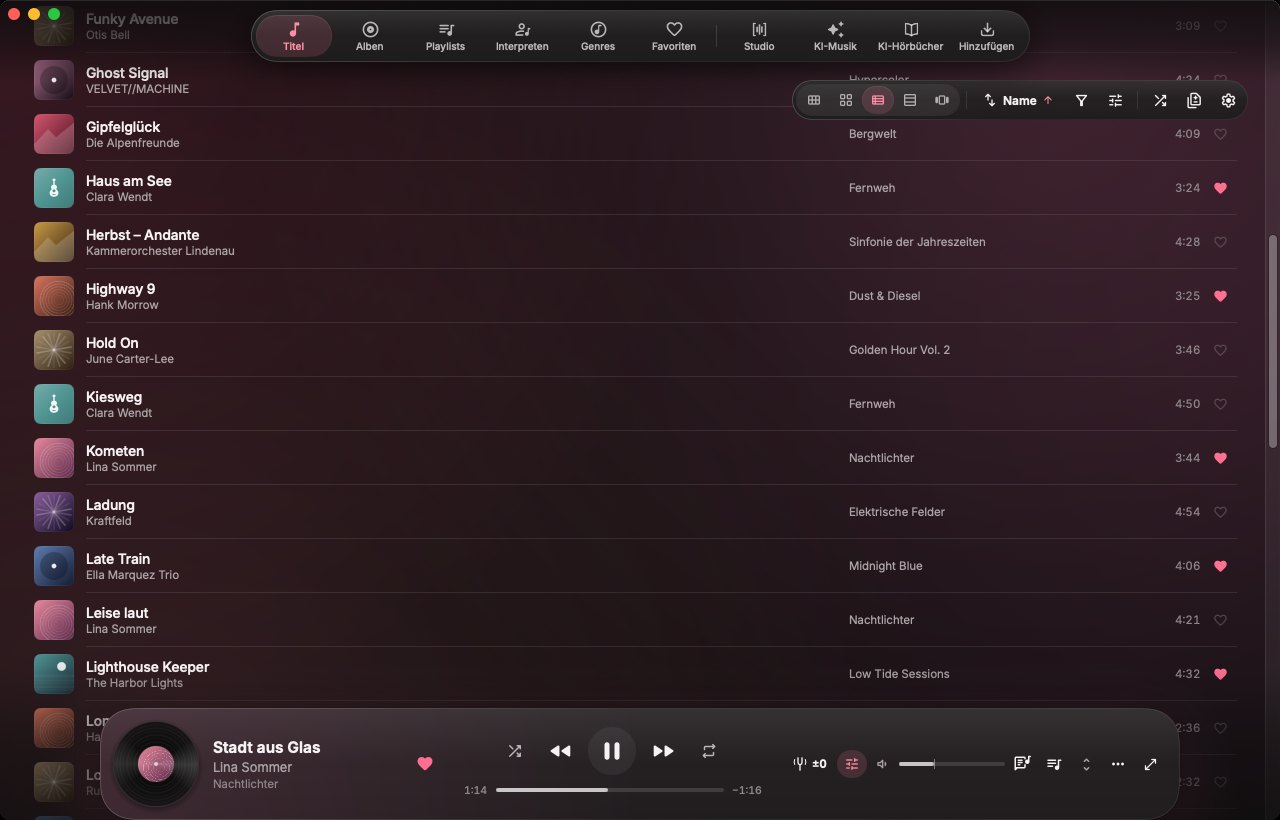 Funky Avenue
Otis Bell
3:09
Titel
Alben
Playlists
Interpreten
Genres
Favoriten
Studio
KI-Musik
KI-Hörbücher
Hinzufügen
Ghost Signal
VELVET//MACHINE
Hypercolor
4:24
Name
Gipfelglück
Die Alpenfreunde
Bergwelt
4:09
Haus am See
Clara Wendt
Fernweh
3:24
Herbst – Andante
Kammerorchester Lindenau
Sinfonie der Jahreszeiten
4:28
Highway 9
Hank Morrow
Dust & Diesel
3:25
Hold On
June Carter-Lee
Golden Hour Vol. 2
3:46
Kiesweg
Clara Wendt
Fernweh
4:50
Kometen
Lina Sommer
Nachtlichter
3:44
Ladung
Kraftfeld
Elektrische Felder
4:54
Late Train
Ella Marquez Trio
Midnight Blue
4:06
Leise laut
Lina Sommer
Nachtlichter
4:21
Lighthouse Keeper
The Harbor Lights
Low Tide Sessions
4:32
2:36
Stadt aus Glas
Lina Sommer
Nachtlichter
1:14
−1:16
±0